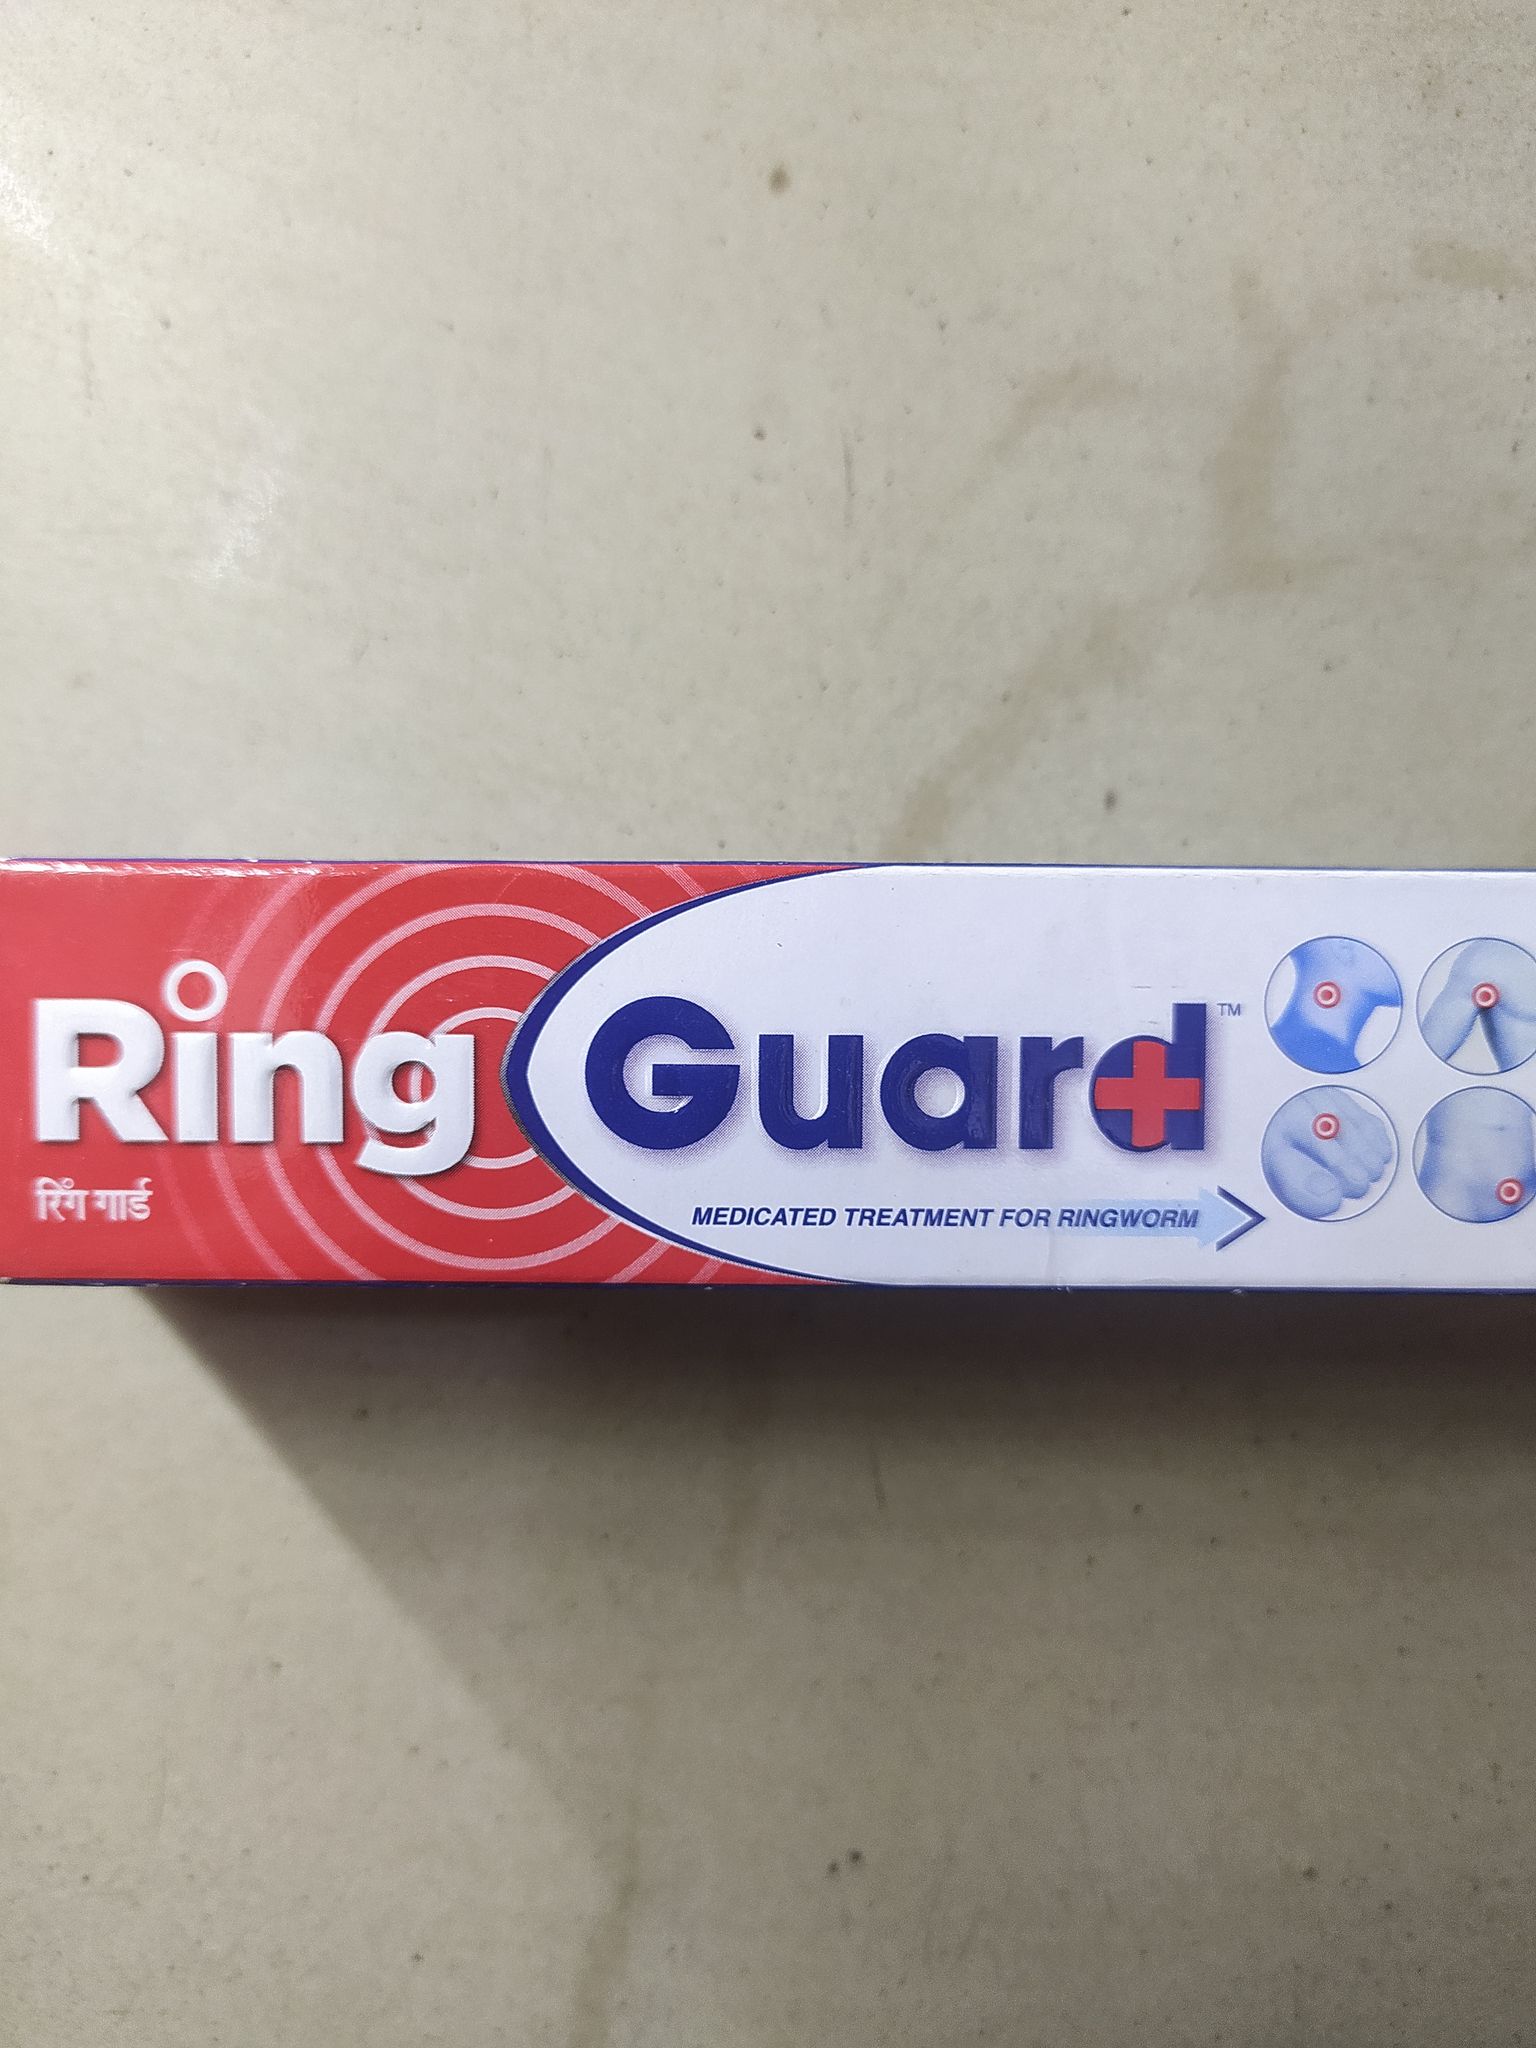 Ring Guard™
रिंग गार्ड
MEDICATED TREATMENT FOR RINGWORM